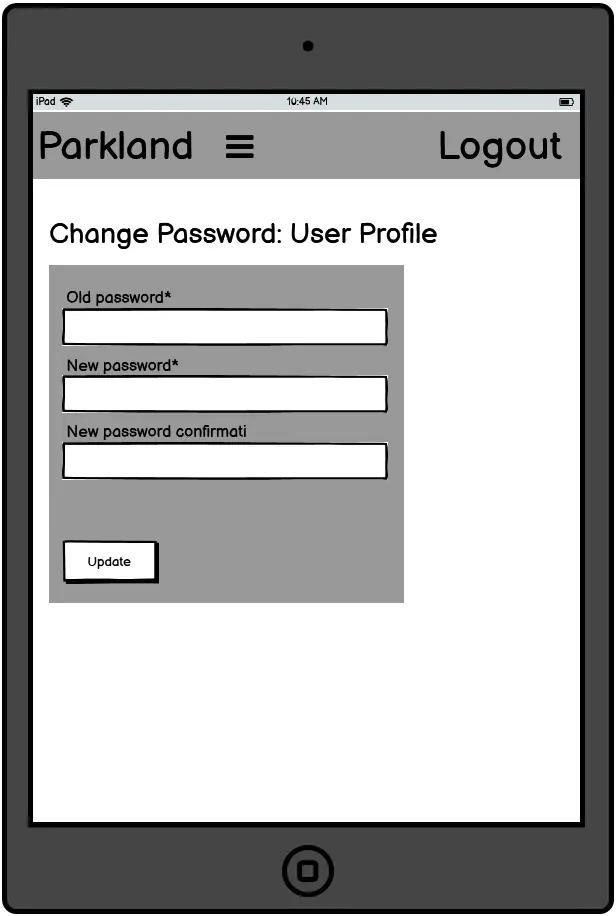 iPad 10:45 AM
Parkland Logout
Change Password: User Profile
Old password*
New password*
New password confirmati
Update